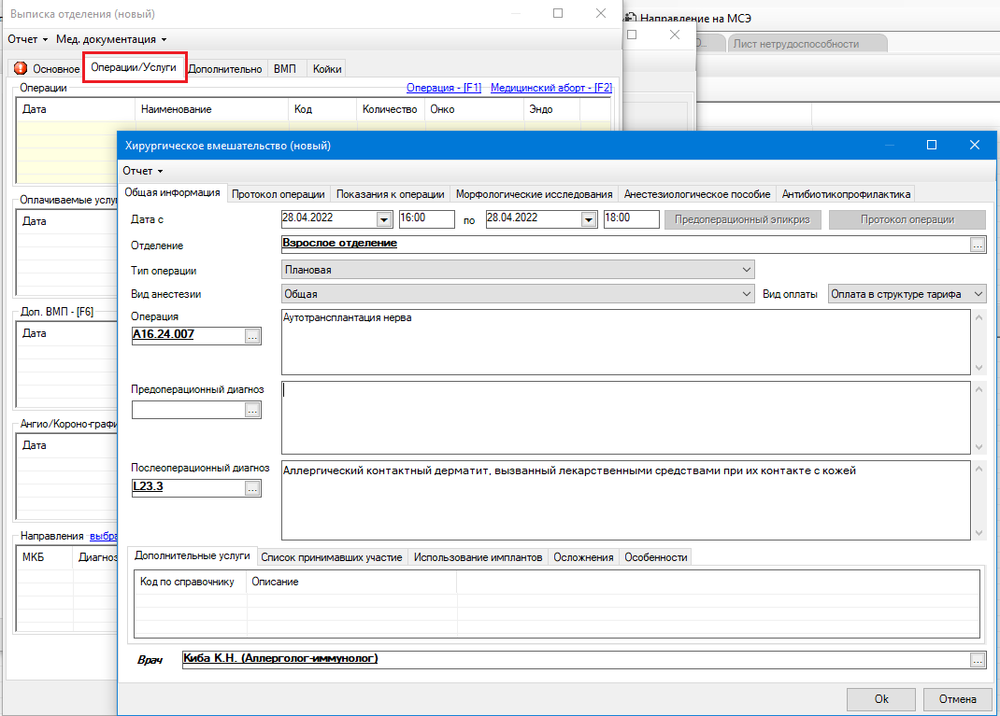 Выписка отделения (новый)
Направление на МСЭ
Отчет Мед. документация
Лист нетрудоспособности
Основное Операции/Услуги Дополнительно ВМП Койки
Операции Операция - [F1] Медицинский аборт - [F2]
Дата Наименование Код Количество Онко Эндо
Хирургическое вмешательство (новый)
Отчет
Общая информация Протокол операции Показания к операции Морфологические исследования Анестезиологическое пособие Антибиотикопрофилактика
Оплачиваемые услу
Дата
Дата с 28.04.2022 16:00 по 28.04.2022 18:00 Предоперационный эпикриз Протокол операции
Отделение Взрослое отделение ...
Тип операции Плановая
Вид анестезии Общая Вид оплаты Оплата в структуре тарифа
Доп. ВМП - [F6]
Дата
Операция
A16.24.007 ...
Аутотрансплантация нерва
Предоперационный диагноз
...
Ангио/Короно-графи
Дата
Послеоперационный диагноз
L23.3 ...
Аллергический контактный дерматит, вызванный лекарственными средствами при их контакте с кожей
Направления выбра
МКБ Диагноз
Дополнительные услуги Список принимавших участие Использование имплантов Осложнения Особенности
Код по справочнику Описание
Врач Киба К.Н. (Аллерголог-иммунолог) ...
Ok Отмена